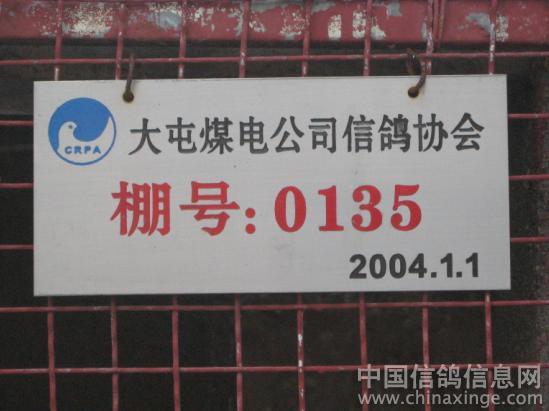 CRPA
大屯煤电公司信鸽协会
棚号:0135
2004.1.1
中国信鸽信息网
www.chinaxinge.com